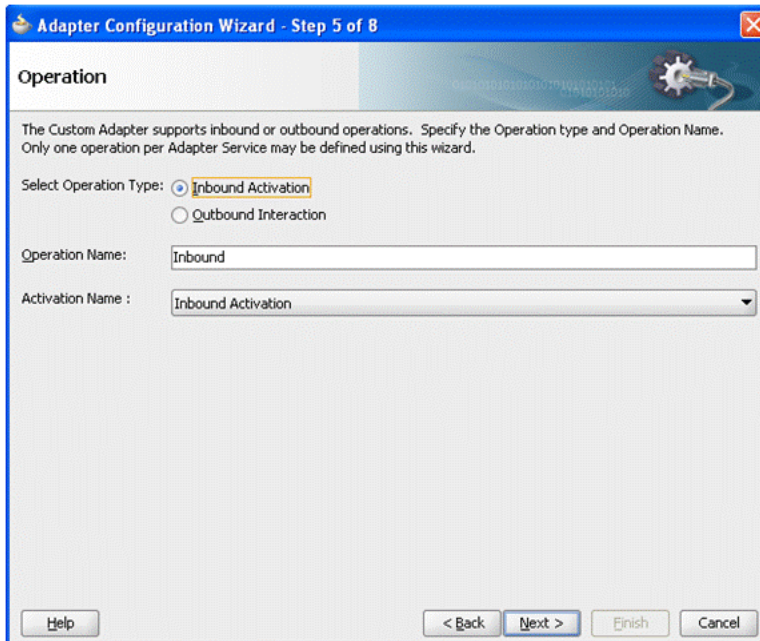 Adapter Configuration Wizard - Step 5 of 8
Operation
The Custom Adapter supports inbound or outbound operations. Specify the Operation type and Operation Name.
Only one operation per Adapter Service may be defined using this wizard.
Select Operation Type: Inbound Activation
Outbound Interaction
Operation Name: Inbound
Activation Name : Inbound Activation
Help < Back Next > Finish Cancel